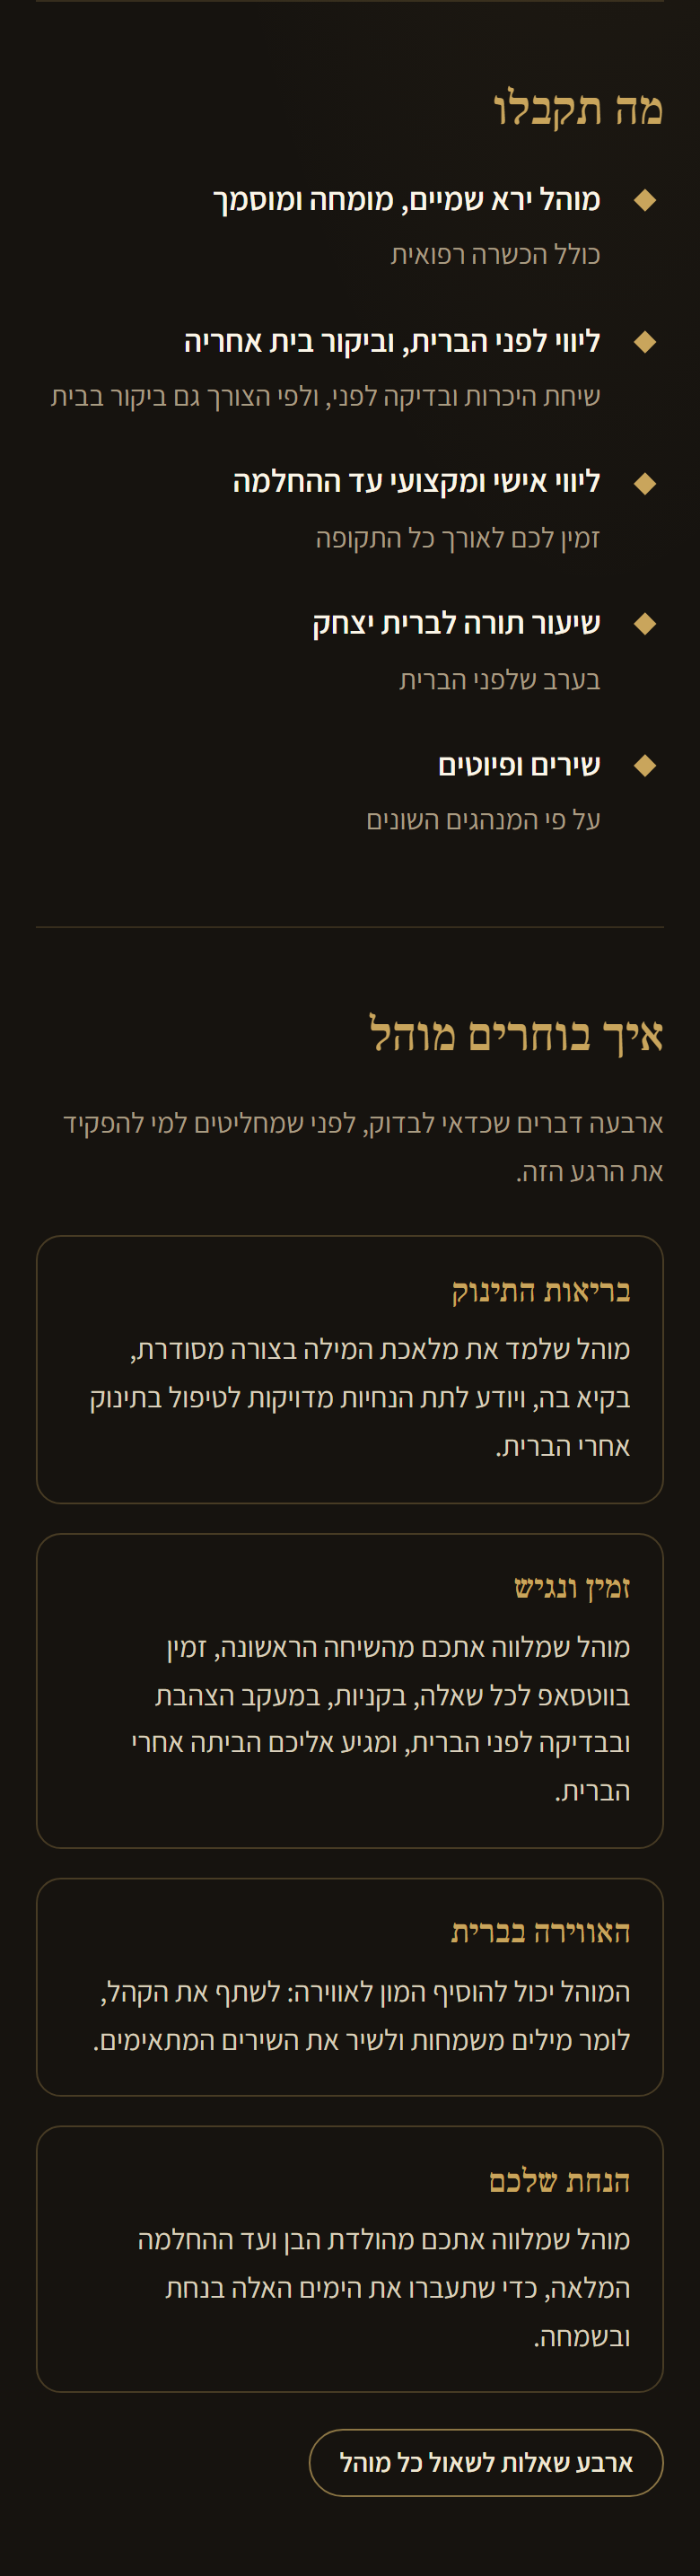 מה תקבלו
מוהל ירא שמיים, מומחה ומוסמך
כולל הכשרה רפואית
ליווי לפני הברית, וביקור בית אחריה
שיחת היכרות ובדיקה לפני, ולפי הצורך גם ביקור בבית
ליווי אישי ומקצועי עד ההחלמה
זמין לכם לאורך כל התקופה
שיעור תורה לברית יצחק
בערב שלפני הברית
שירים ופיוטים
על פי המנהגים השונים
איך בוחרים מוהל
ארבעה דברים שכדאי לבדוק, לפני שמחליטים למי להפקיד
את הרגע הזה.
בריאות התינוק
מוהל שלמד את מלאכת המילה בצורה מסודרת,
בקיא בה, ויודע לתת הנחיות מדויקות לטיפול בתינוק
אחרי הברית.
זמין ונגיש
מוהל שמלווה אתכם מהשיחה הראשונה, זמין
בווטסאפ לכל שאלה, בקניות, במעקב הצהבת
ובבדיקה לפני הברית, ומגיע אליכם הביתה אחרי
הברית.
האווירה בברית
המוהל יכול להוסיף המון לאווירה: לשתף את הקהל,
לומר מילים משמחות ולשיר את השירים המתאימים.
הנחת שלכם
מוהל שמלווה אתכם מהולדת הבן ועד ההחלמה
המלאה, כדי שתעברו את הימים האלה בנחת
ובשמחה.
ארבע שאלות לשאול כל מוהל